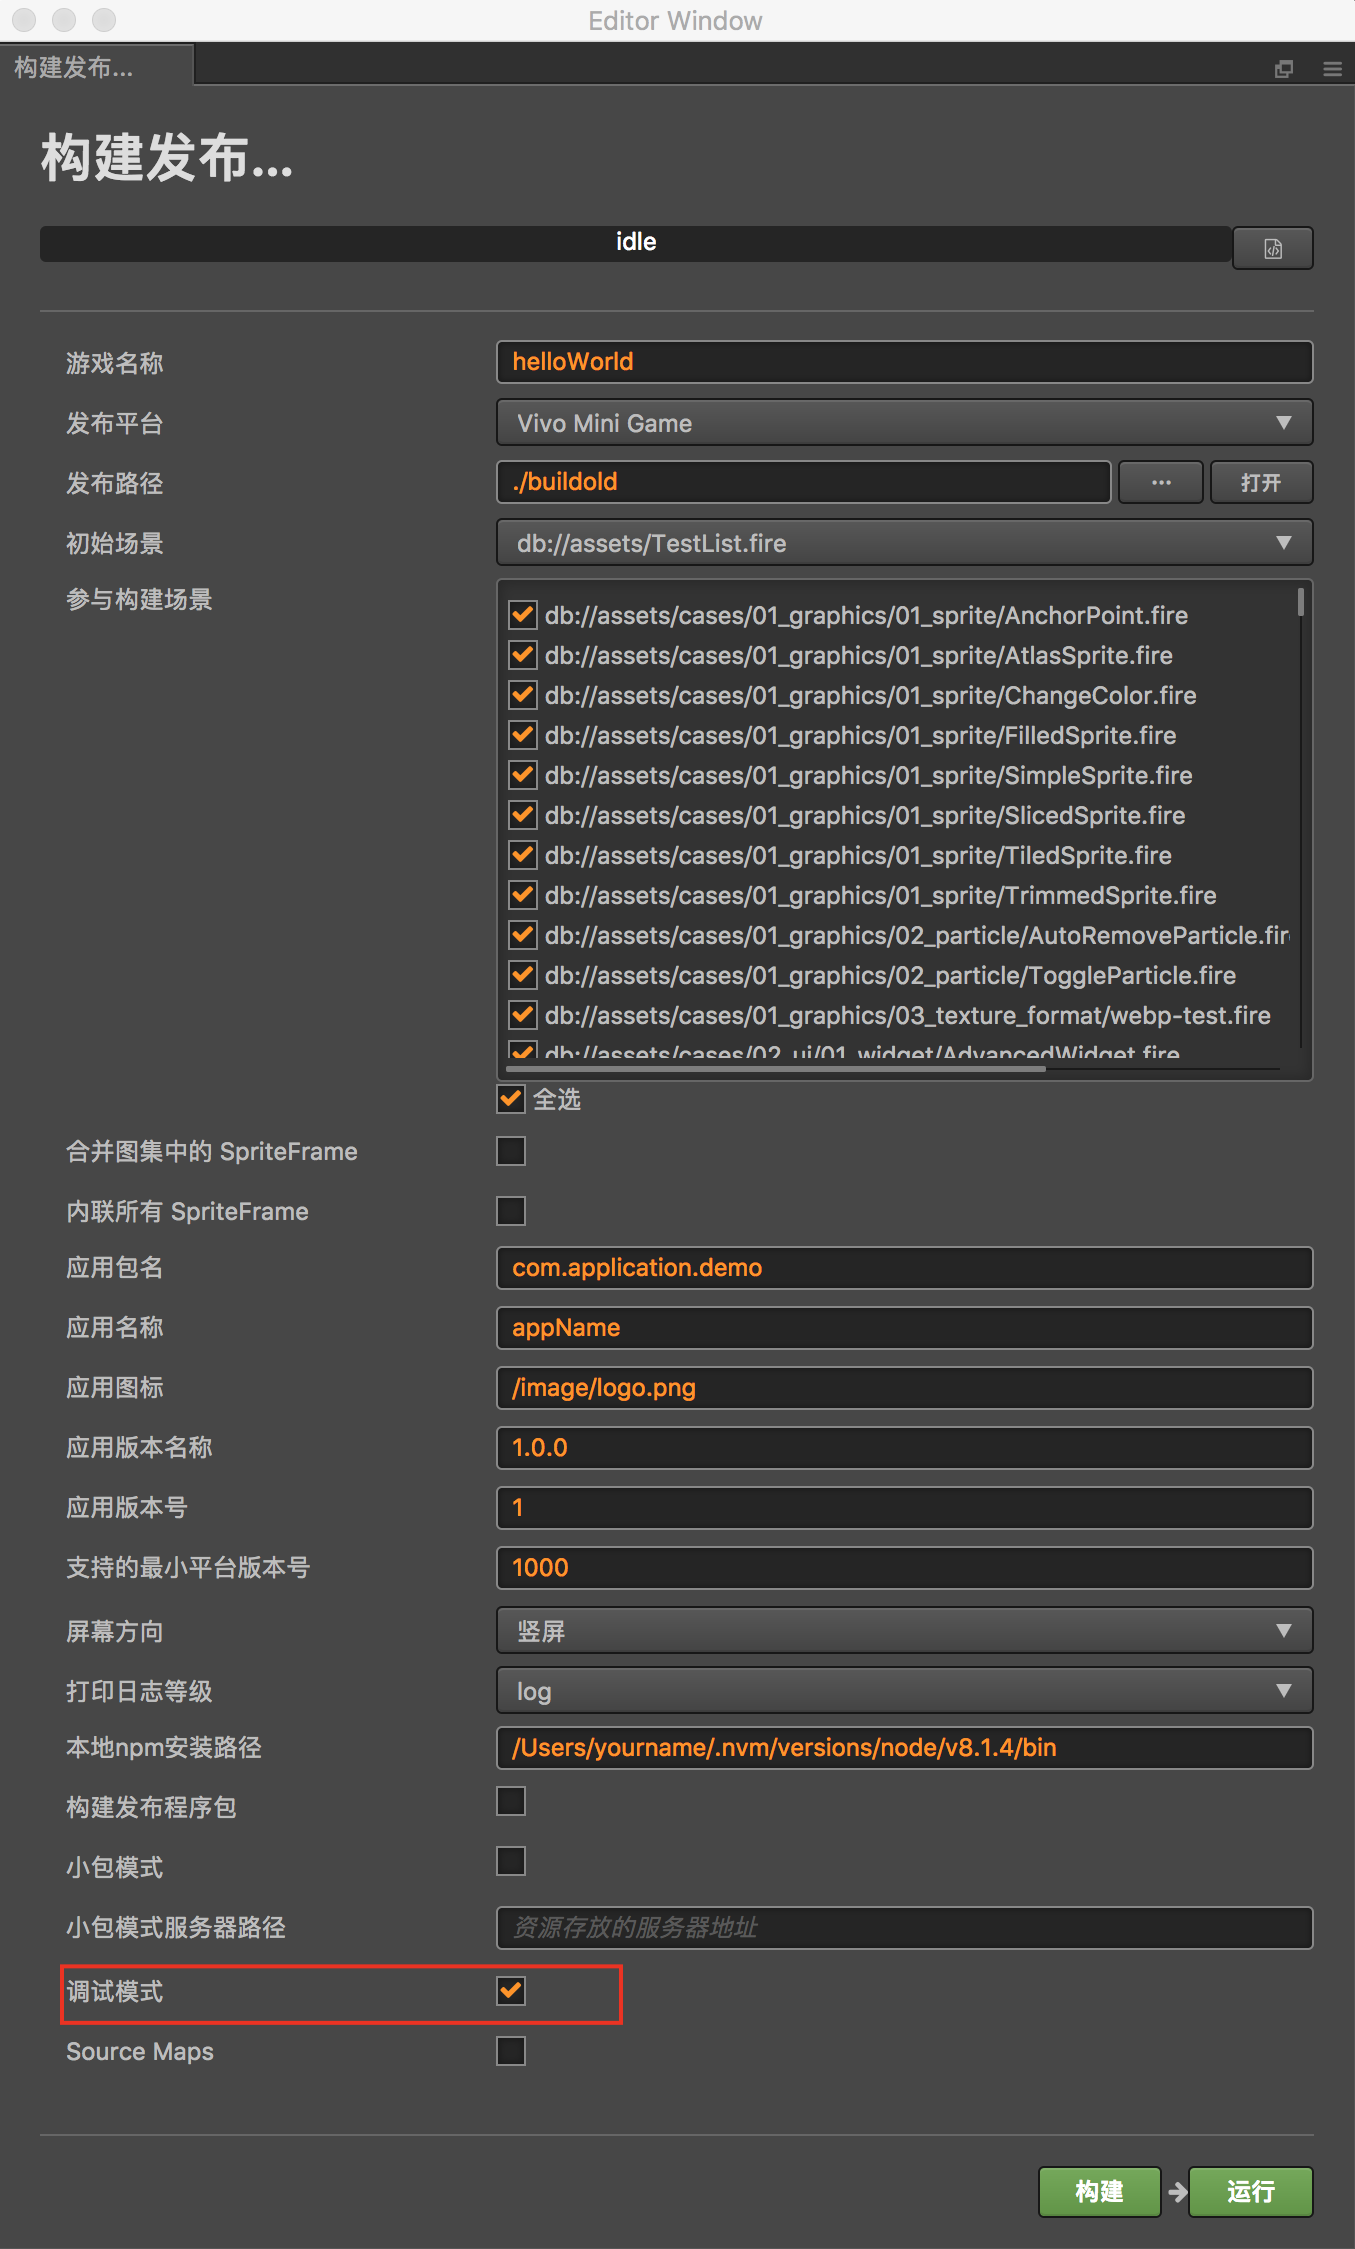 Editor Window
构建发布...
构建发布...
idle
游戏名称 helloWorld
发布平台 Vivo Mini Game
发布路径 ./buildold ... 打开
初始场景 db://assets/TestList.fire
参与构建场景
db://assets/cases/01_graphics/01_sprite/AnchorPoint.fire
db://assets/cases/01_graphics/01_sprite/AtlasSprite.fire
db://assets/cases/01_graphics/01_sprite/ChangeColor.fire
db://assets/cases/01_graphics/01_sprite/FilledSprite.fire
db://assets/cases/01_graphics/01_sprite/SimpleSprite.fire
db://assets/cases/01_graphics/01_sprite/SlicedSprite.fire
db://assets/cases/01_graphics/01_sprite/TiledSprite.fire
db://assets/cases/01_graphics/01_sprite/TrimmedSprite.fire
db://assets/cases/01_graphics/02_particle/AutoRemoveParticle.fire
db://assets/cases/01_graphics/02_particle/ToggleParticle.fire
db://assets/cases/01_graphics/03_texture_format/webp-test.fire
db://assets/cases/02_ui/01_widget/AdvancedWidget.fire
全选
合并图集中的 SpriteFrame
内联所有 SpriteFrame
应用包名 com.application.demo
应用名称 appName
应用图标 /image/logo.png
应用版本名称 1.0.0
应用版本号 1
支持的最小平台版本号 1000
屏幕方向 竖屏
打印日志等级 log
本地npm安装路径 /Users/yourname/.nvm/versions/node/v8.1.4/bin
构建发布程序包
小包模式
小包模式服务器路径 资源存放的服务器地址
调试模式
Source Maps
构建 运行